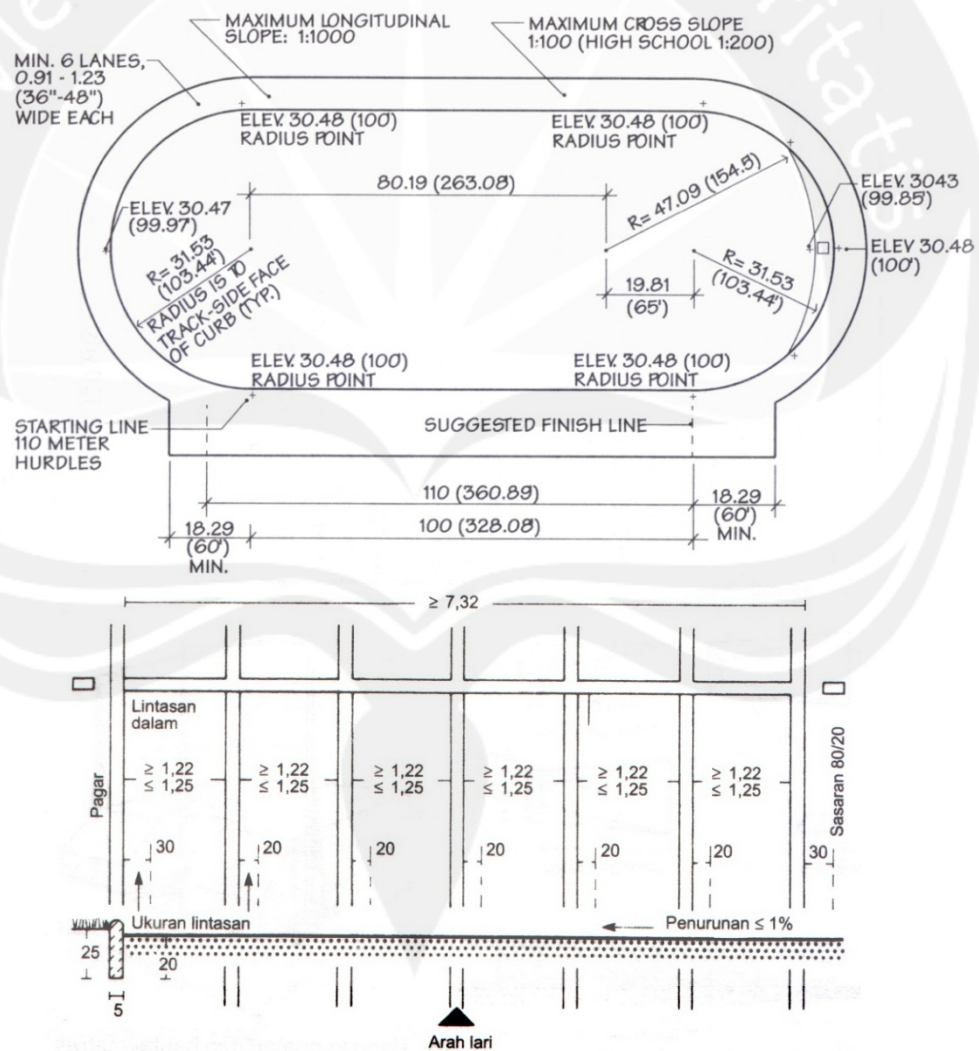 MAXIMUM LONGITUDINAL
SLOPE: 1:1000
MAXIMUM CROSS SLOPE
1:100 (HIGH SCHOOL 1:200)
MIN. 6 LANES,
0.91 - 1.23
(36"-48")
WIDE EACH
ELEV. 30.48 (100')
RADIUS POINT
ELEV. 30.48 (100')
RADIUS POINT
80.19 (263.08')
R= 47.09 (154.5')
ELEV. 3043
(99.85')
ELEV. 30.47
(99.97')
ELEV 30.48
(100')
R= 31.53
(103.44')
RADIUS IS TO
TRACK-SIDE FACE
OF CURB (TYP.)
R= 31.53
(103.44')
19.81
(65')
ELEV. 30.48 (100')
RADIUS POINT
ELEV. 30.48 (100')
RADIUS POINT
STARTING LINE
110 METER
HURDLES
SUGGESTED FINISH LINE
110 (360.89')
18.29
(60')
MIN.
100 (328.08')
18.29
(60')
MIN.
≥ 7,32
Lintasan
dalam
Pagar
≥ 1,22
≤ 1,25
≥ 1,22
≤ 1,25
≥ 1,22
≤ 1,25
≥ 1,22
≤ 1,25
≥ 1,22
≤ 1,25
≥ 1,22
≤ 1,25
Sasaran 80/20
30
20
20
20
20
20
30
Ukuran lintasan
Penurunan ≤ 1%
25
20
5
Arah lari